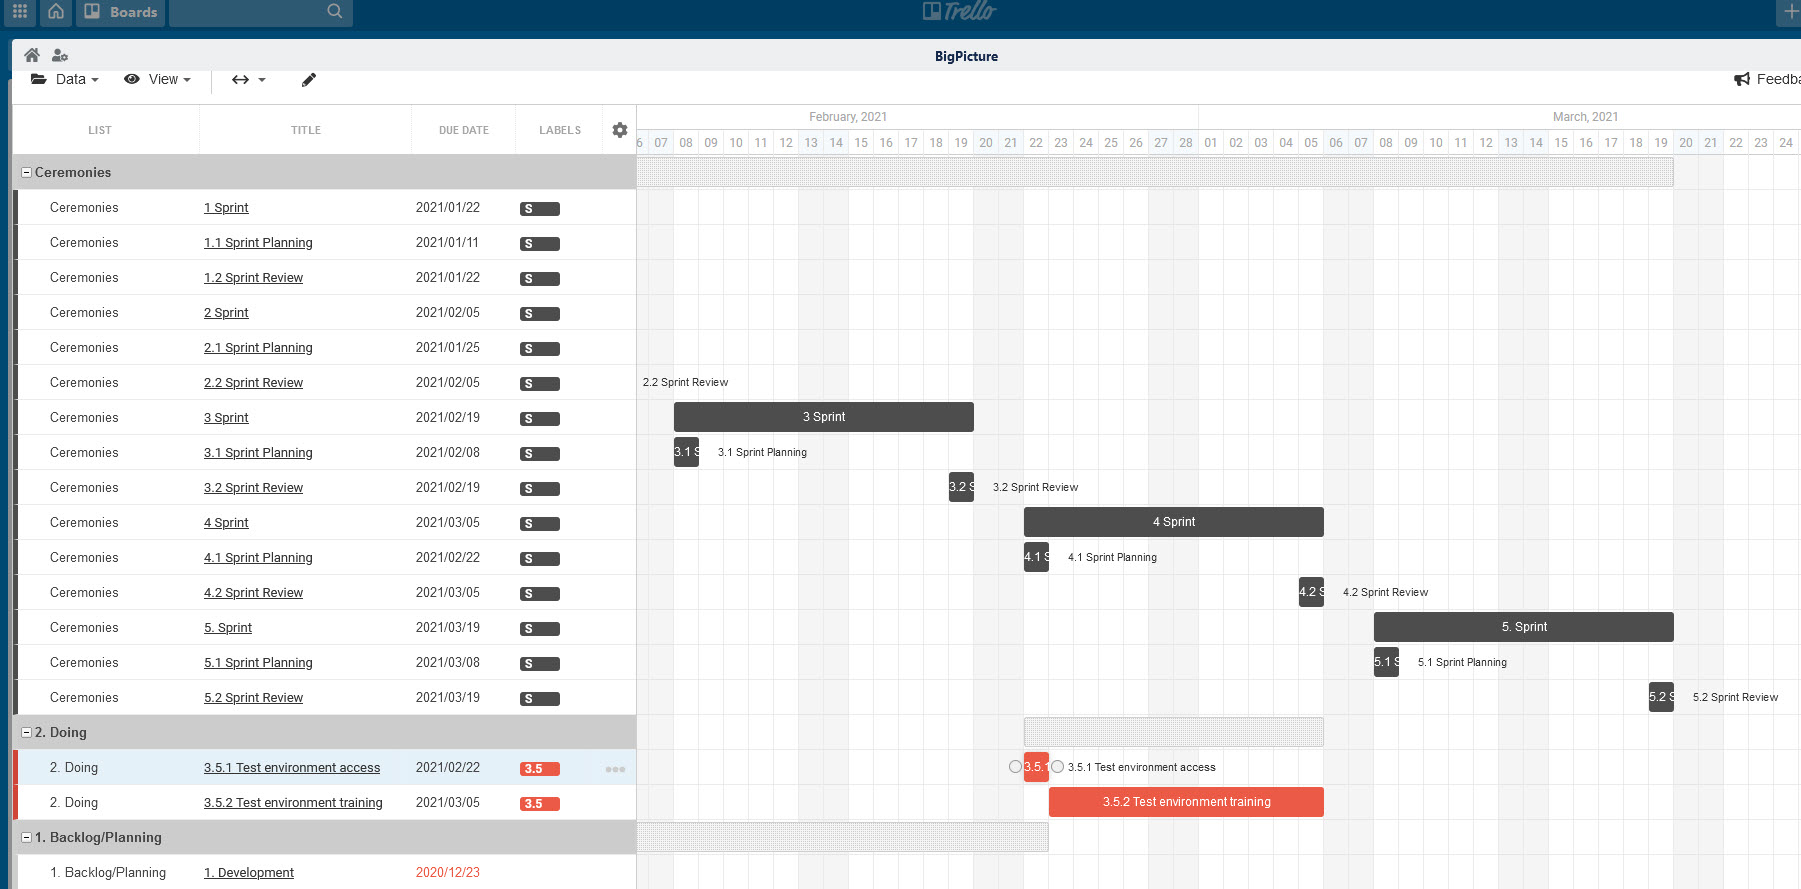 Boards
Trello
BigPicture
Data View
LIST TITLE DUE DATE LABELS
February, 2021 March, 2021
6 07 08 09 10 11 12 13 14 15 16 17 18 19 20 21 22 23 24 25 26 27 28 01 02 03 04 05 06 07 08 09 10 11 12 13 14 15 16 17 18 19 20 21 22 23 24
Ceremonies
Ceremonies 1 Sprint 2021/01/22 S
Ceremonies 1.1 Sprint Planning 2021/01/11 S
Ceremonies 1.2 Sprint Review 2021/01/22 S
Ceremonies 2 Sprint 2021/02/05 S
Ceremonies 2.1 Sprint Planning 2021/01/25 S
Ceremonies 2.2 Sprint Review 2021/02/05 S 2.2 Sprint Review
Ceremonies 3 Sprint 2021/02/19 S 3 Sprint
Ceremonies 3.1 Sprint Planning 2021/02/08 S 3.1 S 3.1 Sprint Planning
Ceremonies 3.2 Sprint Review 2021/02/19 S 3.2 S 3.2 Sprint Review
Ceremonies 4 Sprint 2021/03/05 S 4 Sprint
Ceremonies 4.1 Sprint Planning 2021/02/22 S 4.1 S 4.1 Sprint Planning
Ceremonies 4.2 Sprint Review 2021/03/05 S 4.2 S 4.2 Sprint Review
Ceremonies 5. Sprint 2021/03/19 S 5. Sprint
Ceremonies 5.1 Sprint Planning 2021/03/08 S 5.1 S 5.1 Sprint Planning
Ceremonies 5.2 Sprint Review 2021/03/19 S 5.2 S 5.2 Sprint Review
2. Doing
2. Doing 3.5.1 Test environment access 2021/02/22 3.5 3.5.1 3.5.1 Test environment access
2. Doing 3.5.2 Test environment training 2021/03/05 3.5 3.5.2 Test environment training
1. Backlog/Planning
1. Backlog/Planning 1. Development 2020/12/23